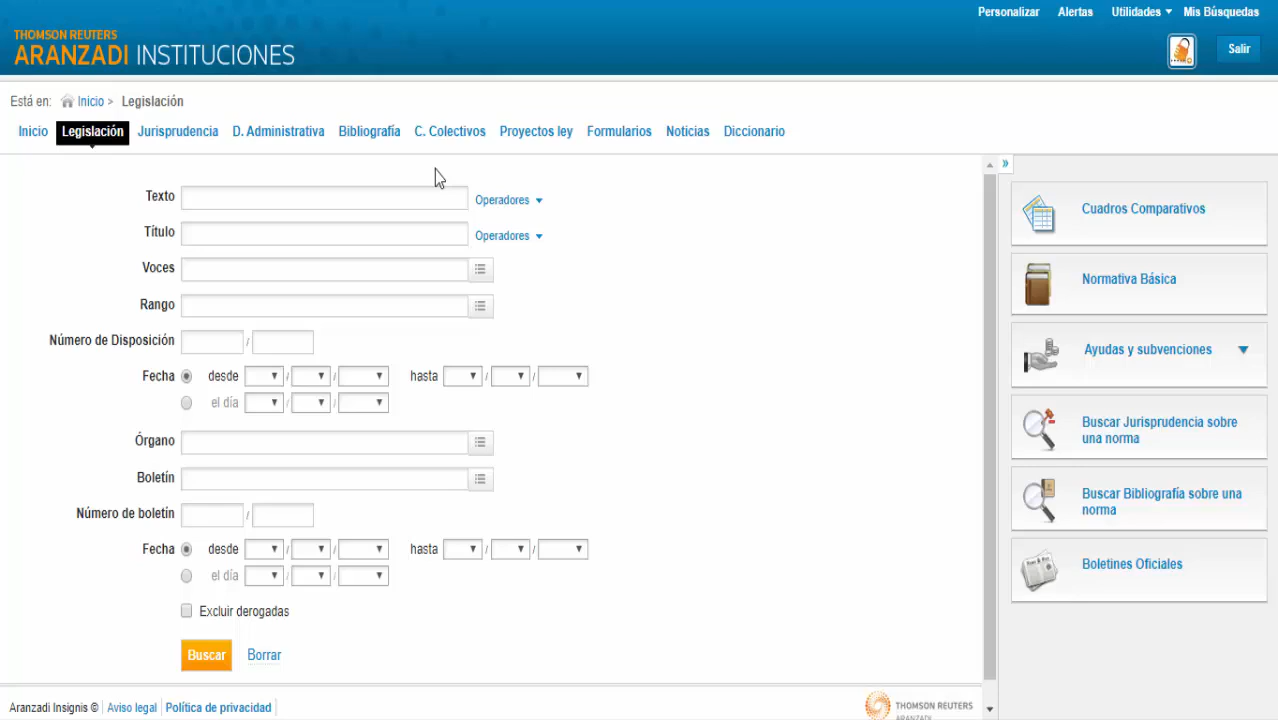 Personalizar Alertas Utilidades Mis Búsquedas
THOMSON REUTERS
ARANZADI INSTITUCIONES
Salir
Está en: Inicio > Legislación
Inicio Legislación Jurisprudencia D. Administrativa Bibliografía C. Colectivos Proyectos ley Formularios Noticias Diccionario
»
Texto Operadores
Título Operadores
Voces
Rango
Número de Disposición /
Fecha desde / / hasta / /
el día / /
Órgano
Boletín
Número de boletín /
Fecha desde / / hasta / /
el día / /
Excluir derogadas
Buscar Borrar
Cuadros Comparativos
Normativa Básica
Ayudas y subvenciones
Buscar Jurisprudencia sobre
una norma
Buscar Bibliografía sobre una
norma
Boletines Oficiales
Aranzadi Insignis © | Aviso legal | Política de privacidad |
THOMSON REUTERS
ARANZADI